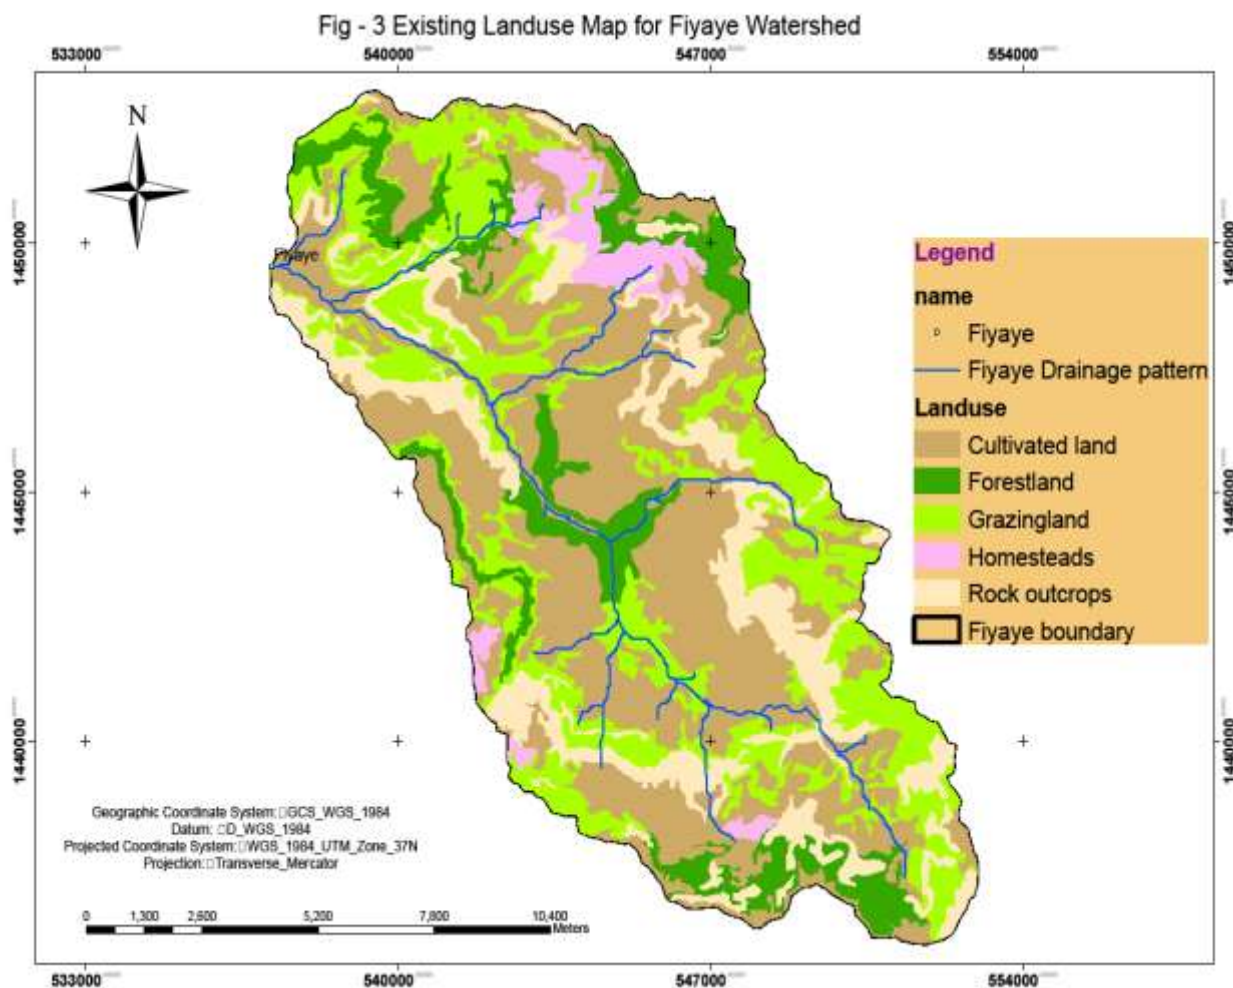 Fig - 3 Existing Landuse Map for Fiyaye Watershed
533000 540000 547000 554000
N
1450000 1450000
Fiyaye
Legend
name
Fiyaye
Fiyaye Drainage pattern
Landuse
Cultivated land
Forestland
Grazingland
Homesteads
Rock outcrops
Fiyaye boundary
1445000 1445000
1440000 1440000
Geographic Coordinate System: □GCS_WGS_1984
Datum: □D_WGS_1984
Projected Coordinate System: □WGS_1984_UTM_Zone_37N
Projection: □Transverse_Mercator
0 1,300 2,600 5,200 7,800 10,400
Meters
533000 540000 547000 554000